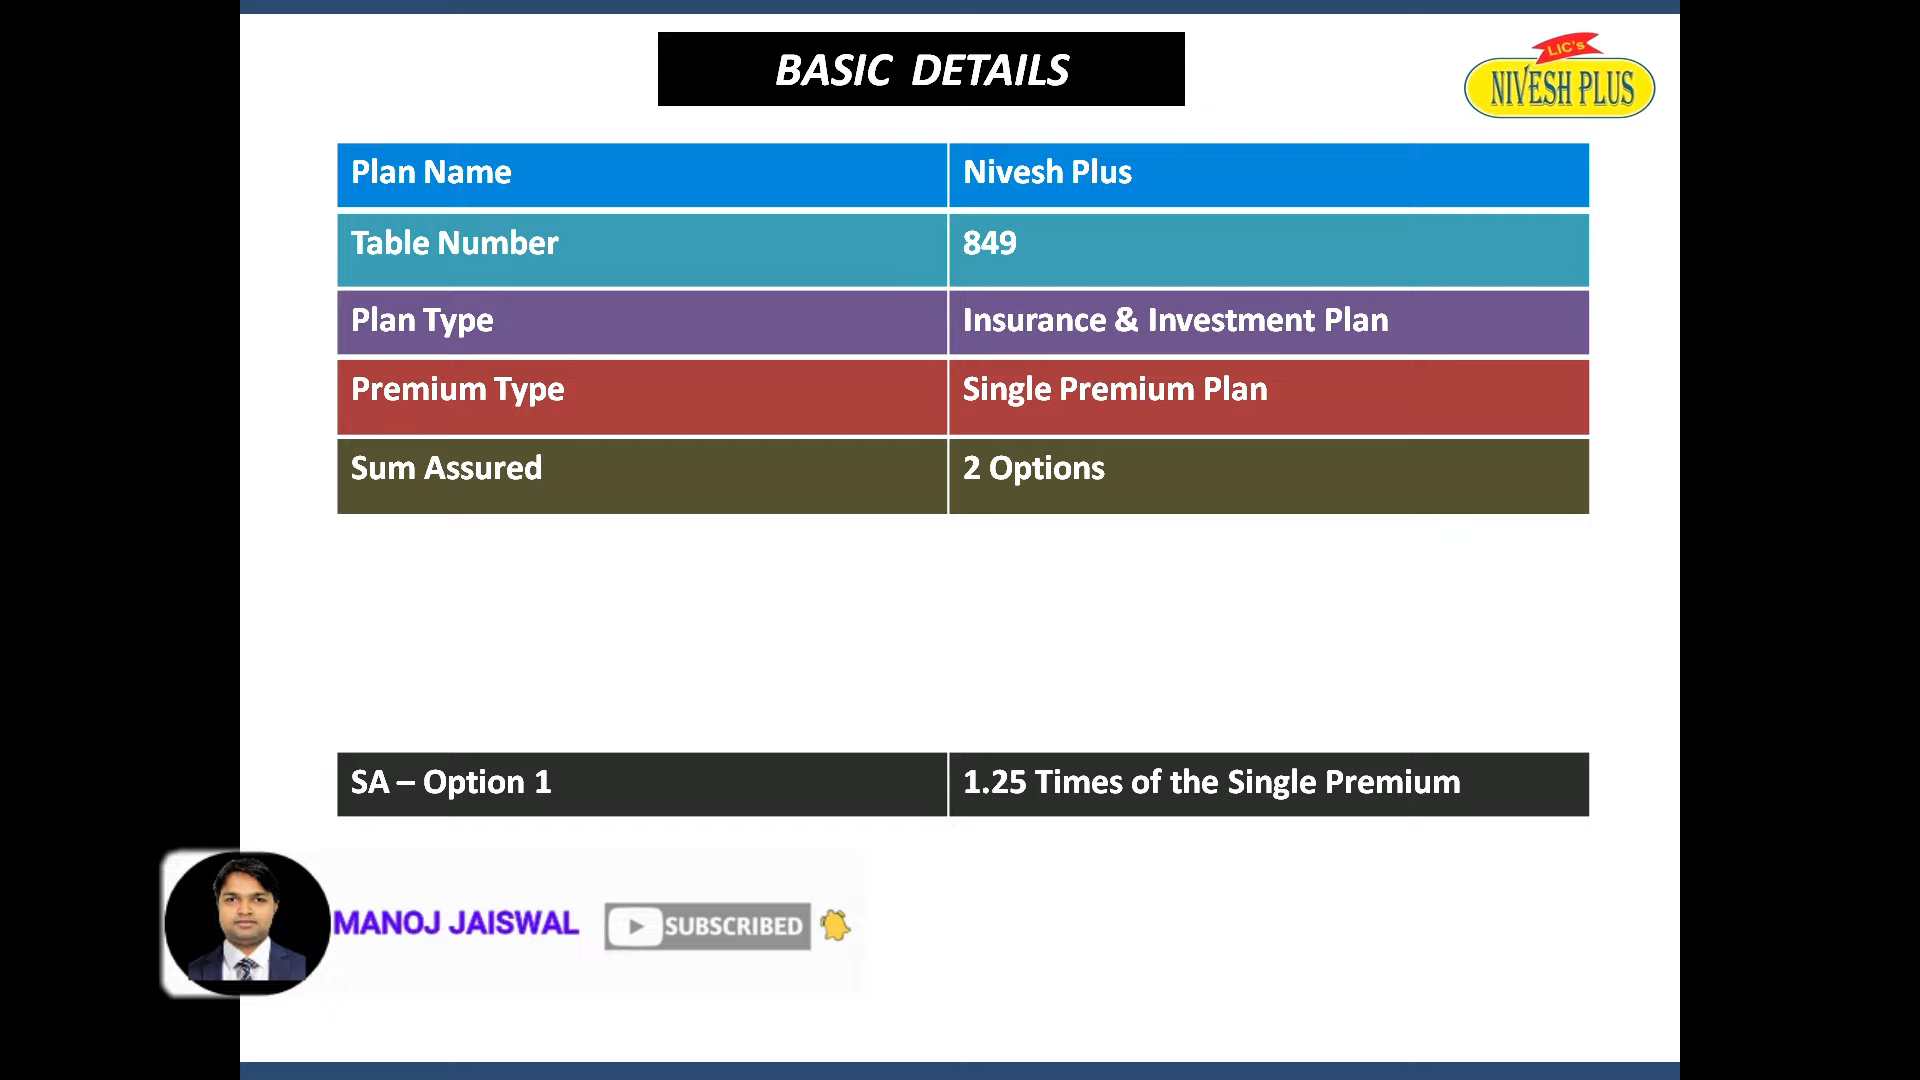 BASIC DETAILS
LIC's
NIVESH PLUS
Plan Name Nivesh Plus
Table Number 849
Plan Type Insurance & Investment Plan
Premium Type Single Premium Plan
Sum Assured 2 Options
SA – Option 1 1.25 Times of the Single Premium
MANOJ JAISWAL SUBSCRIBED